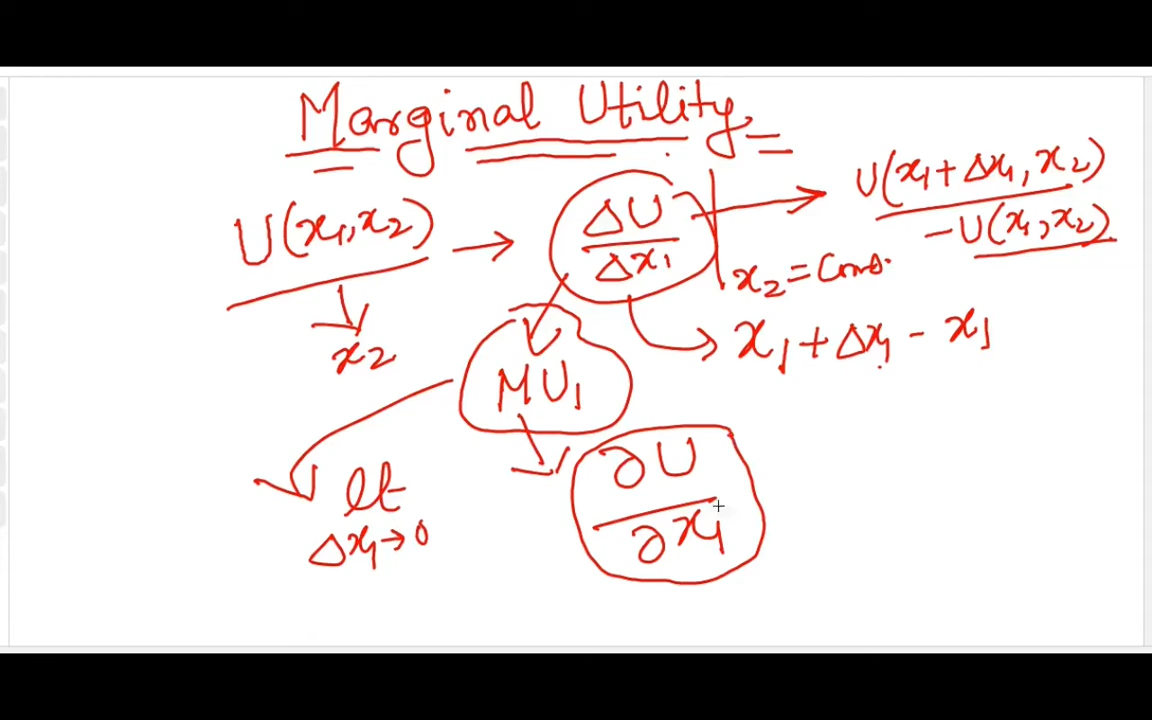 Marginal Utility
U(x1,x2) → ΔU/Δx1 | x2 = Cons. → U(x1+Δx1, x2) - U(x1,x2)
x2
→ x1 + Δx1 - x1
MU1
lt Δx1→0
∂U/∂x1